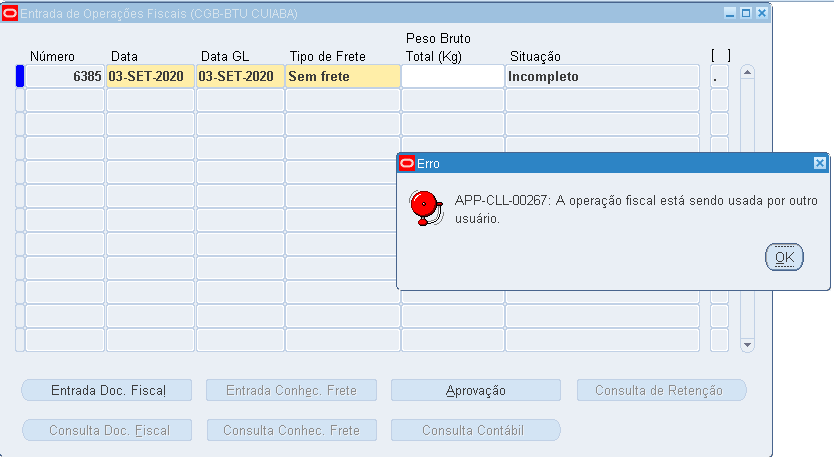 Entrada de Operações Fiscais (CGB-BTU CUIABA)
Peso Bruto
Número Data Data GL Tipo de Frete Total (Kg) Situação [ ]
6385 03-SET-2020 03-SET-2020 Sem frete Incompleto .
Erro
APP-CLL-00267: A operação fiscal está sendo usada por outro
usuário.
OK
Entrada Doc. Fiscal Entrada Conhec. Frete Aprovação Consulta de Retenção
Consulta Doc. Fiscal Consulta Conhec. Frete Consulta Contábil